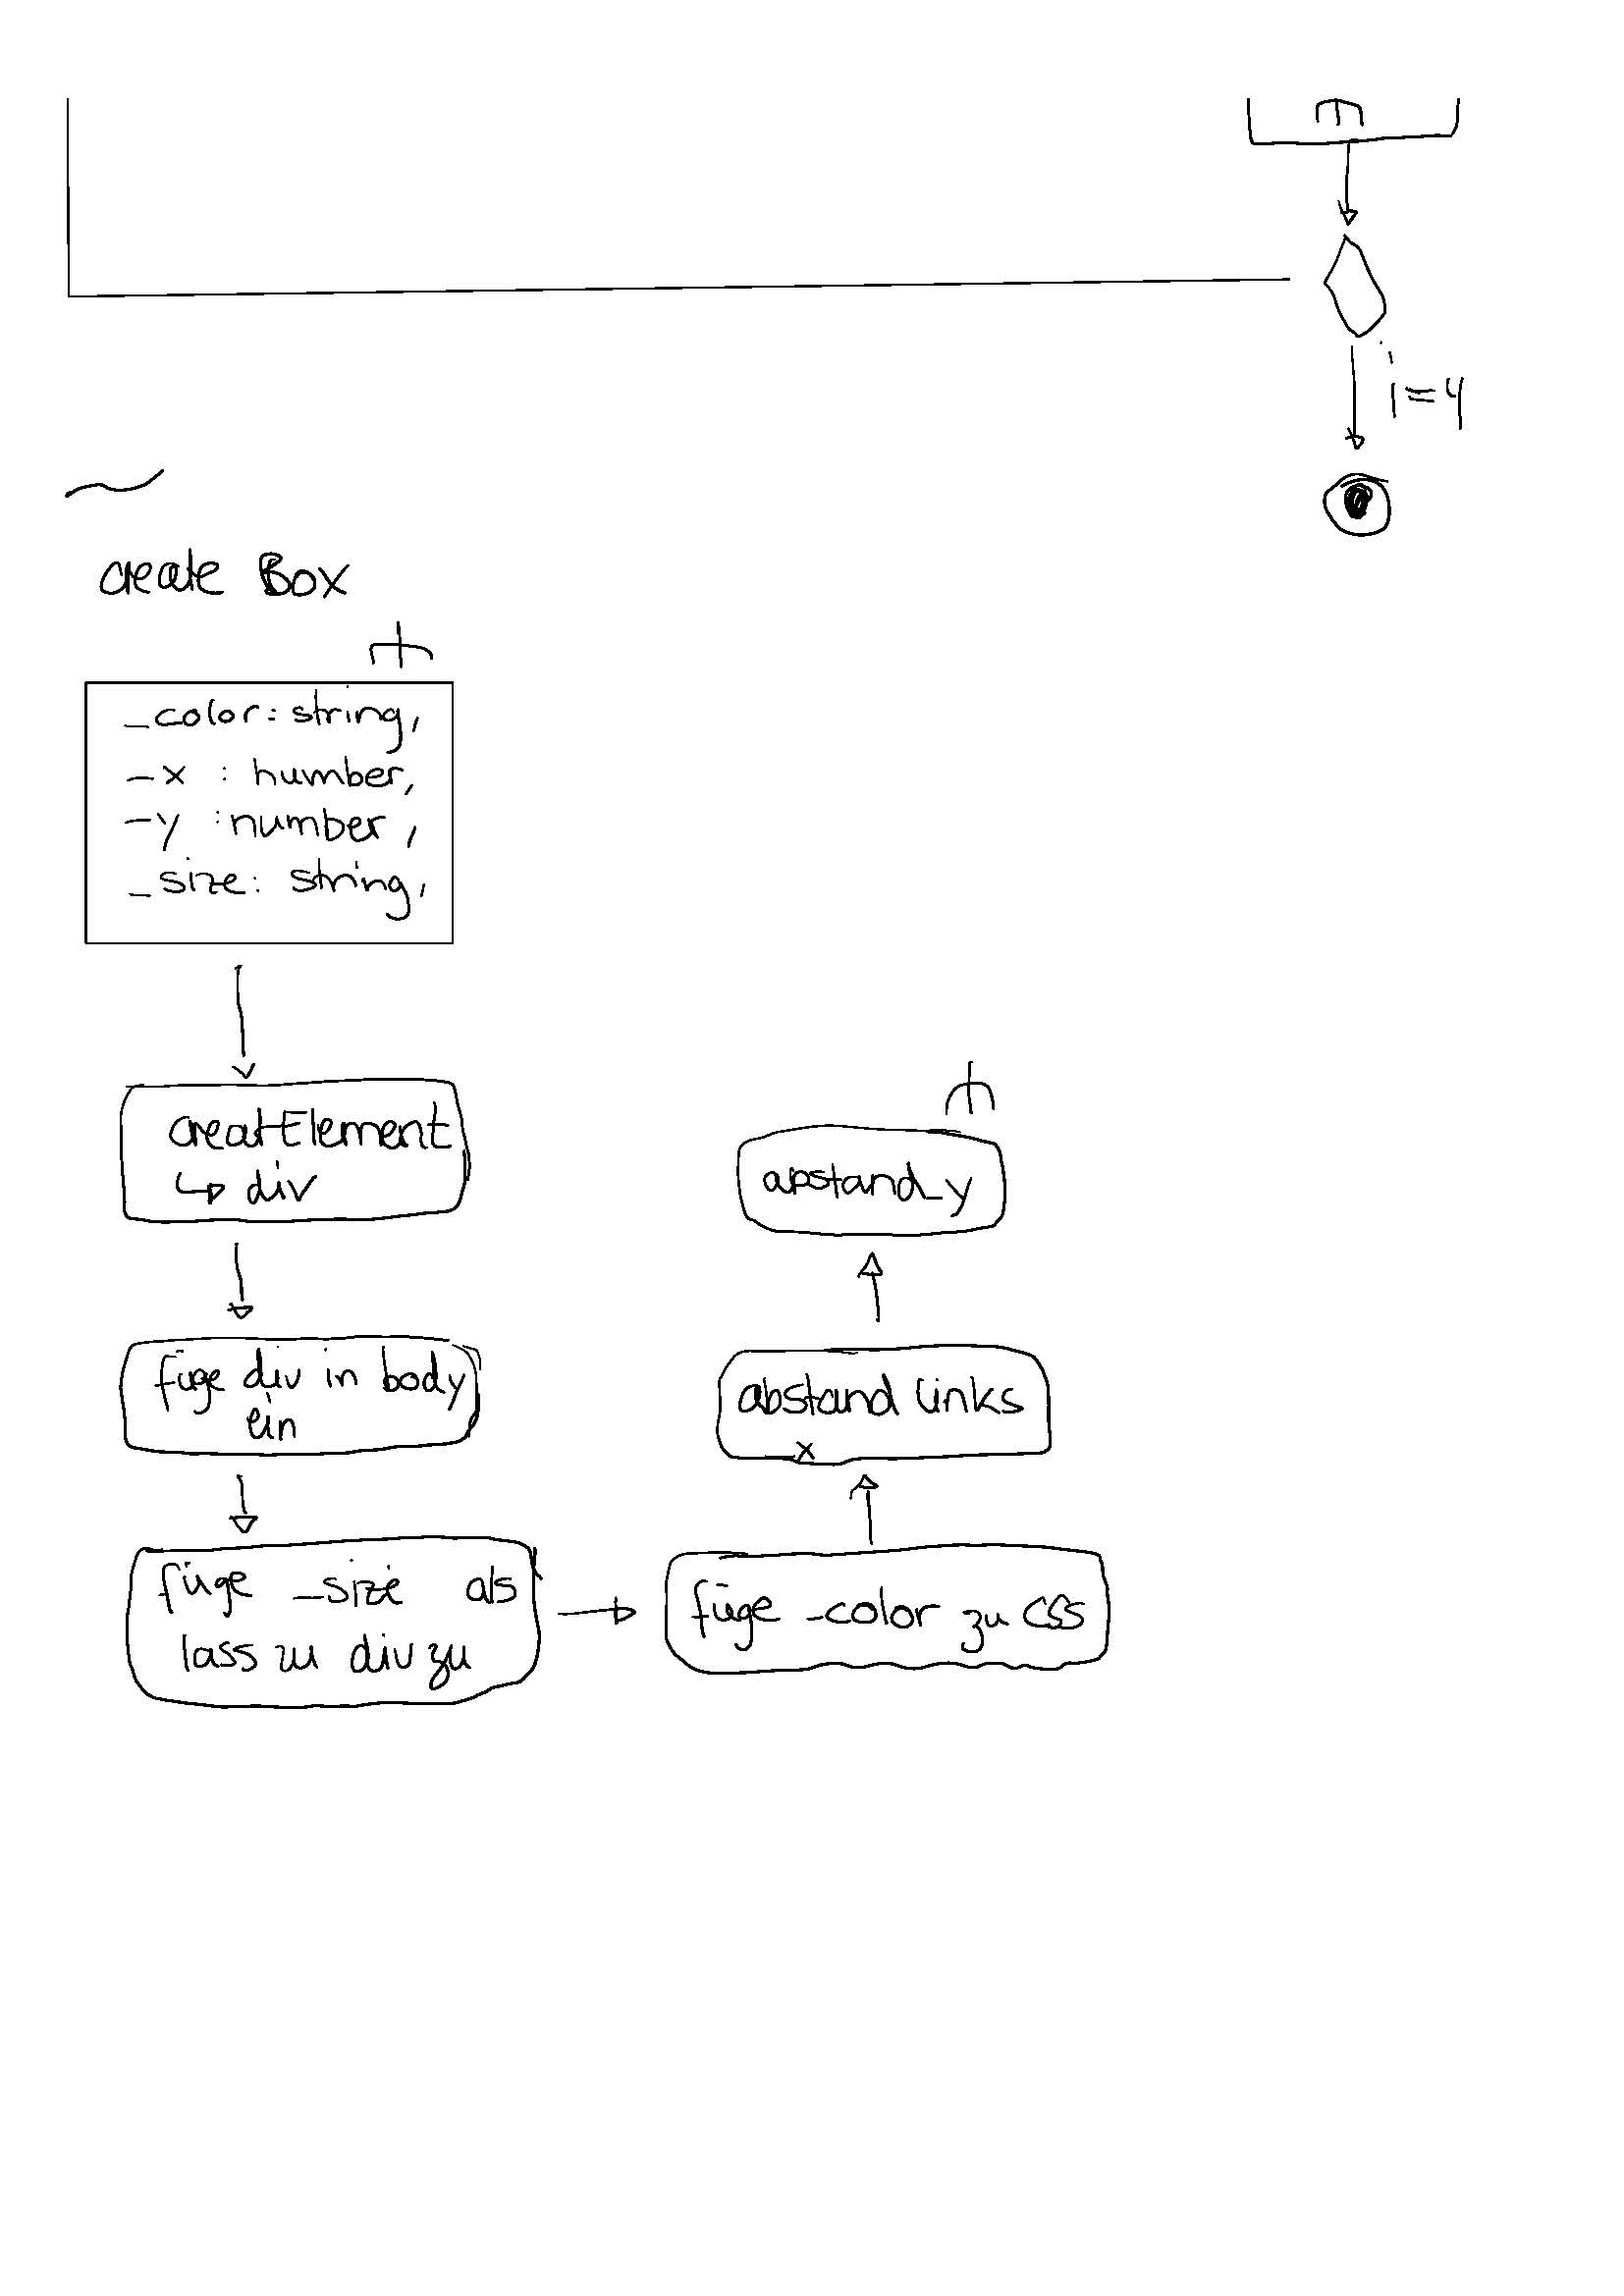 i=4
create Box
_color: string,
_x : number,
_y : number,
_size: string,
creatElement
↳ div
füge div in body
ein
füge _size als
lass zu div zu
füge _color zu CSS
abstand links
x
abstand_y